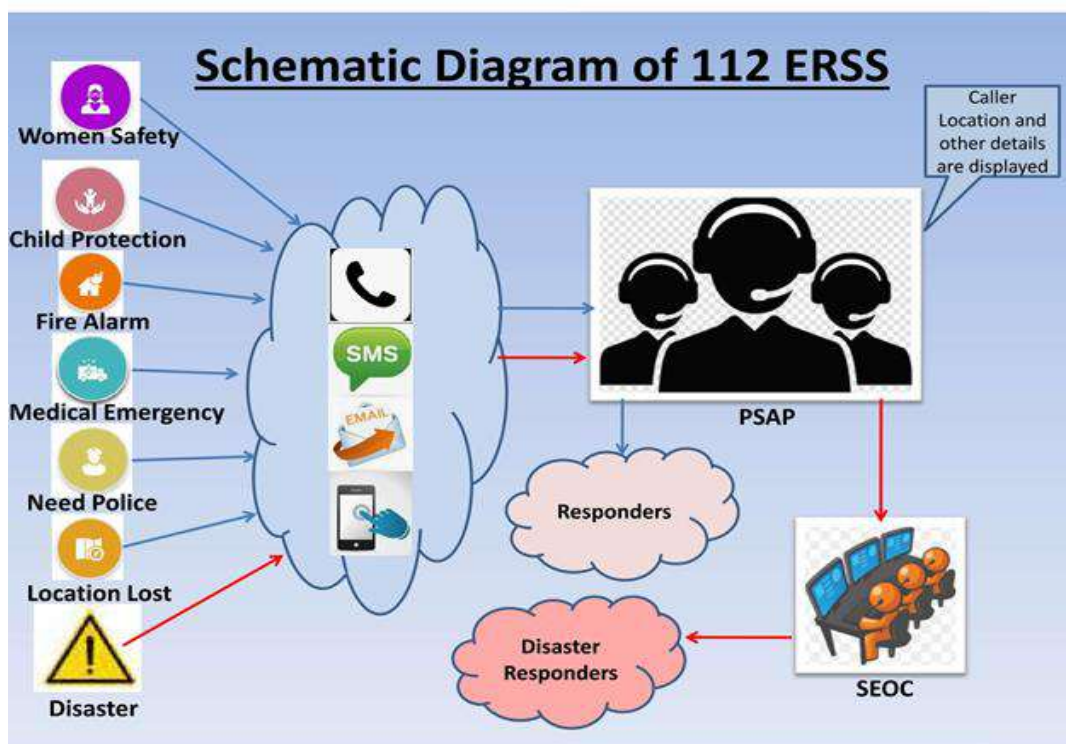 Schematic Diagram of 112 ERSS
Women Safety
Child Protection
Fire Alarm
Medical Emergency
Need Police
Location Lost
Disaster
SMS
EMAIL
Caller
Location and
other details
are displayed
PSAP
Responders
Disaster
Responders
SEOC